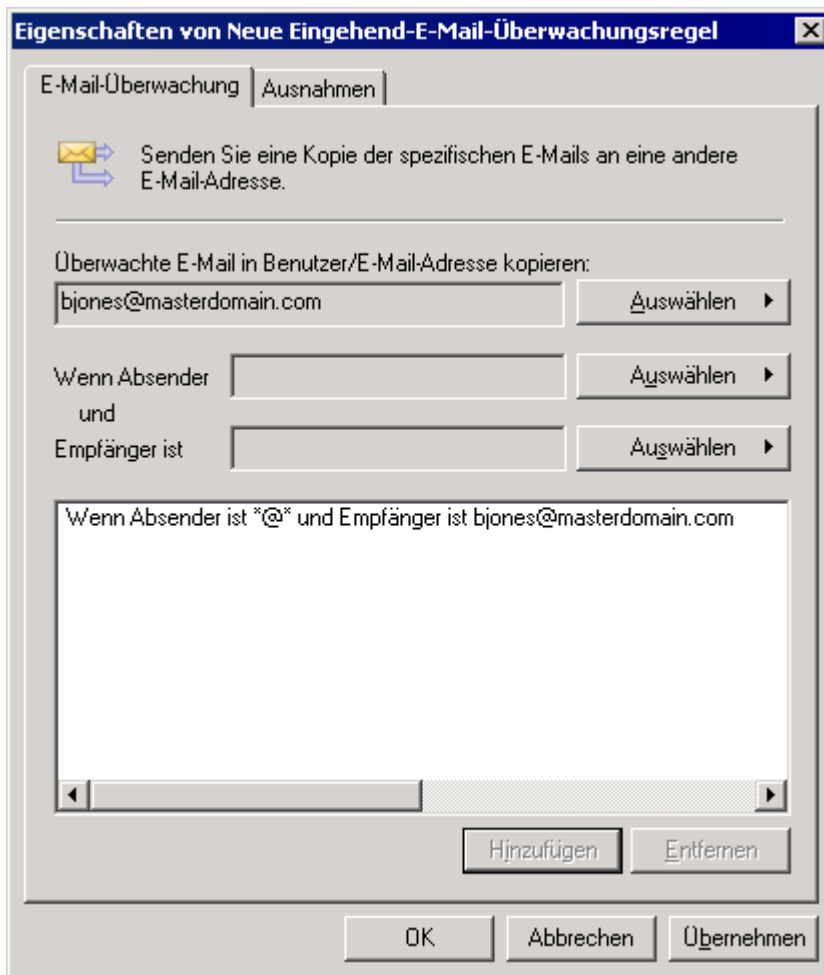 Eigenschaften von Neue Eingehend-E-Mail-Überwachungsregel
E-Mail-Überwachung
Ausnahmen
Senden Sie eine Kopie der spezifischen E-Mails an eine andere
E-Mail-Adresse.
Überwachte E-Mail in Benutzer/E-Mail-Adresse kopieren:
bjones@masterdomain.com
Auswählen
Wenn Absender
Auswählen
und
Empfänger ist
Auswählen
Wenn Absender ist *@* und Empfänger ist bjones@masterdomain.com
Hinzufügen
Entfernen
OK
Abbrechen
Übernehmen